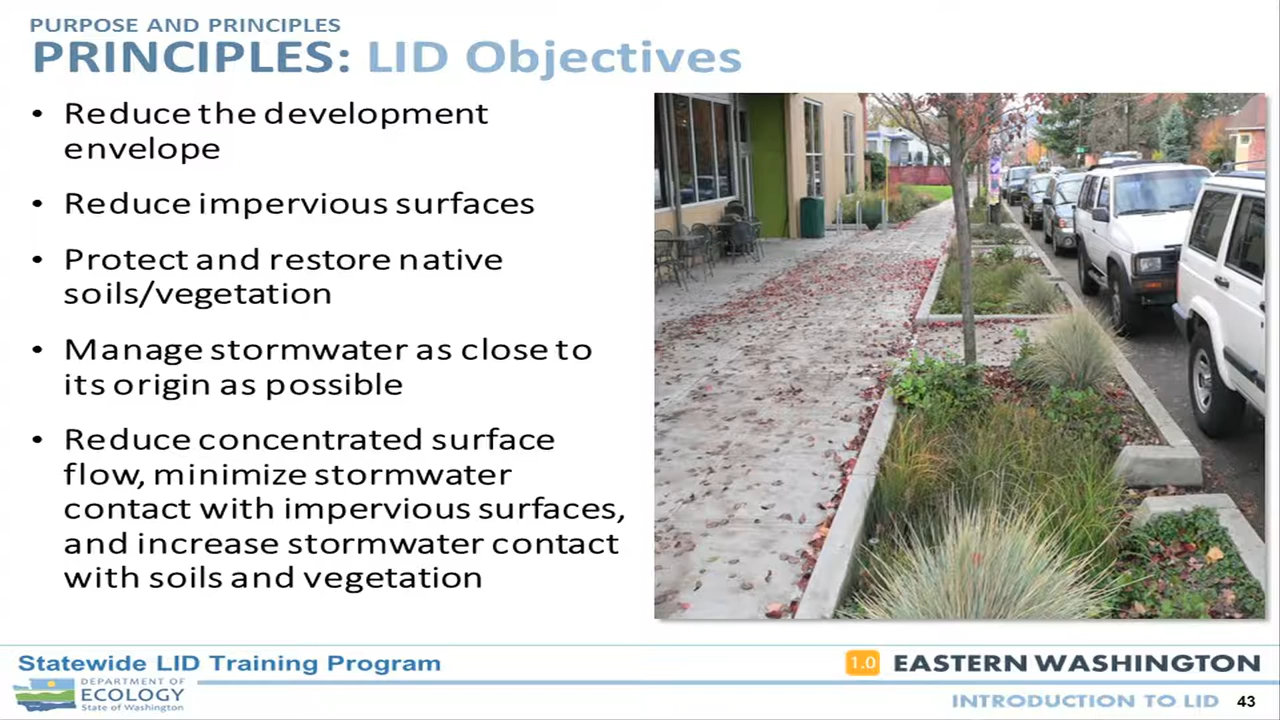 PURPOSE AND PRINCIPLES
PRINCIPLES: LID Objectives
• Reduce the development
envelope
• Reduce impervious surfaces
• Protect and restore native
soils/vegetation
• Manage stormwater as close to
its origin as possible
• Reduce concentrated surface
flow, minimize stormwater
contact with impervious surfaces,
and increase stormwater contact
with soils and vegetation
Statewide LID Training Program
1.0 EASTERN WASHINGTON
DEPARTMENT OF
ECOLOGY
State of Washington
INTRODUCTION TO LID 43